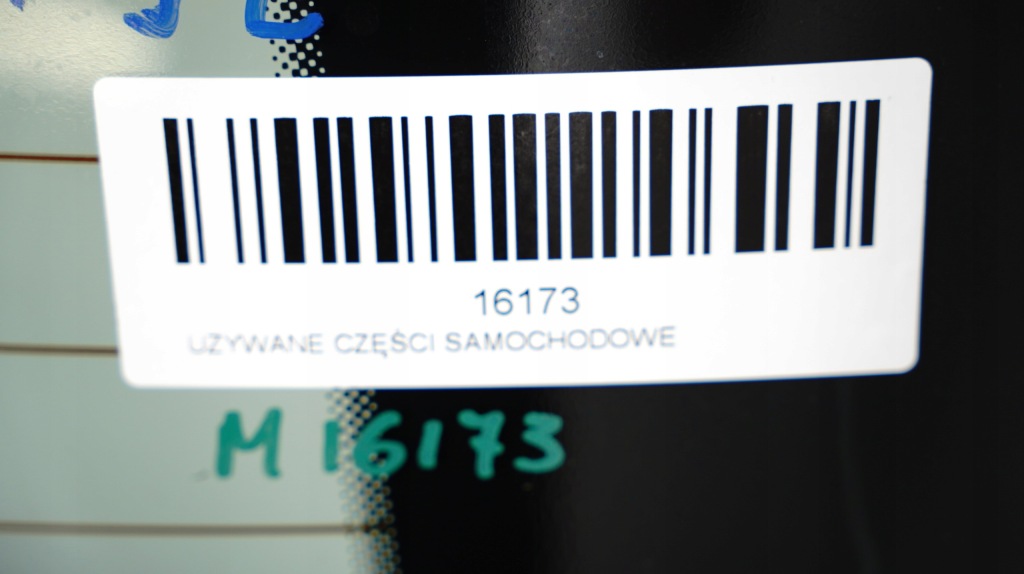 16173
UZYWANE CZĘŚCI SAMOCHODOWE
M 16173